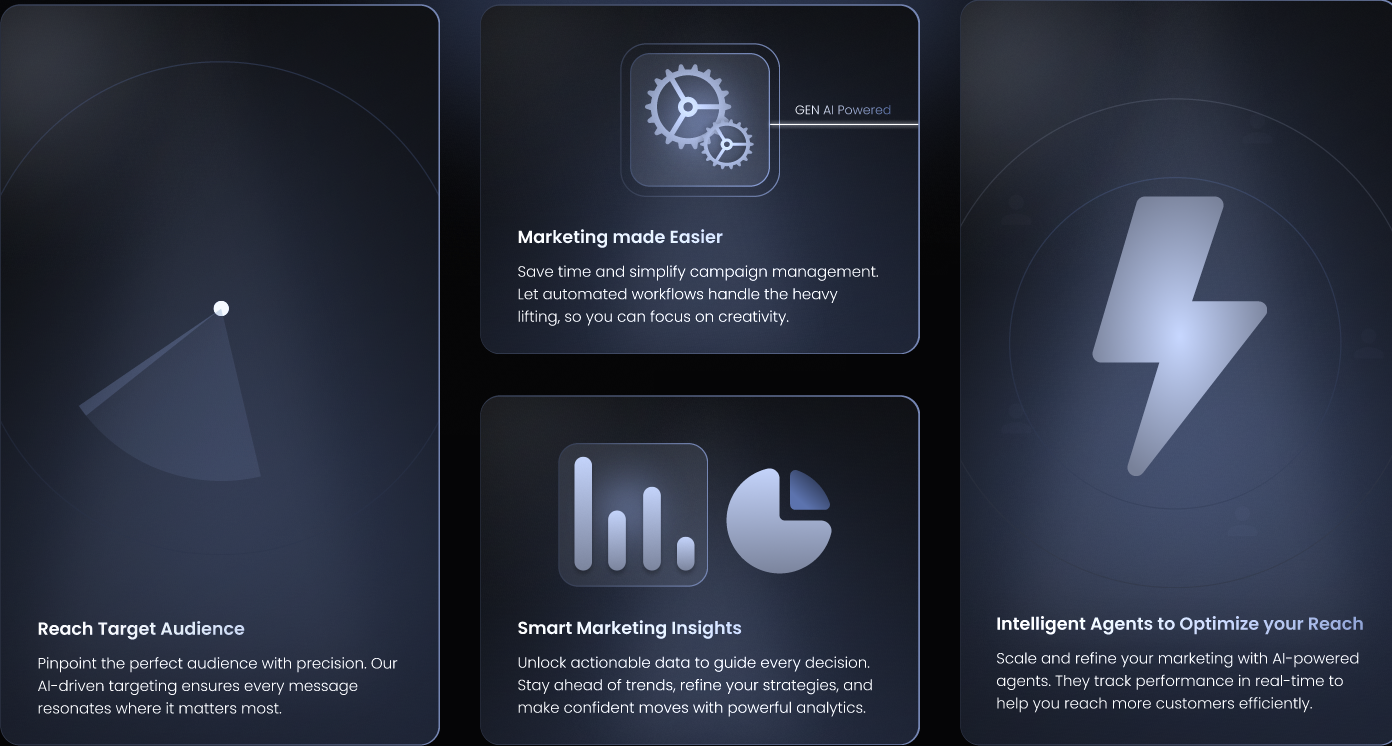 Reach Target Audience
Pinpoint the perfect audience with precision. Our
AI-driven targeting ensures every message
resonates where it matters most.
GEN AI Powered
Marketing made Easier
Save time and simplify campaign management.
Let automated workflows handle the heavy
lifting, so you can focus on creativity.
Smart Marketing Insights
Unlock actionable data to guide every decision.
Stay ahead of trends, refine your strategies, and
make confident moves with powerful analytics.
Intelligent Agents to Optimize your Reach
Scale and refine your marketing with AI-powered
agents. They track performance in real-time to
help you reach more customers efficiently.